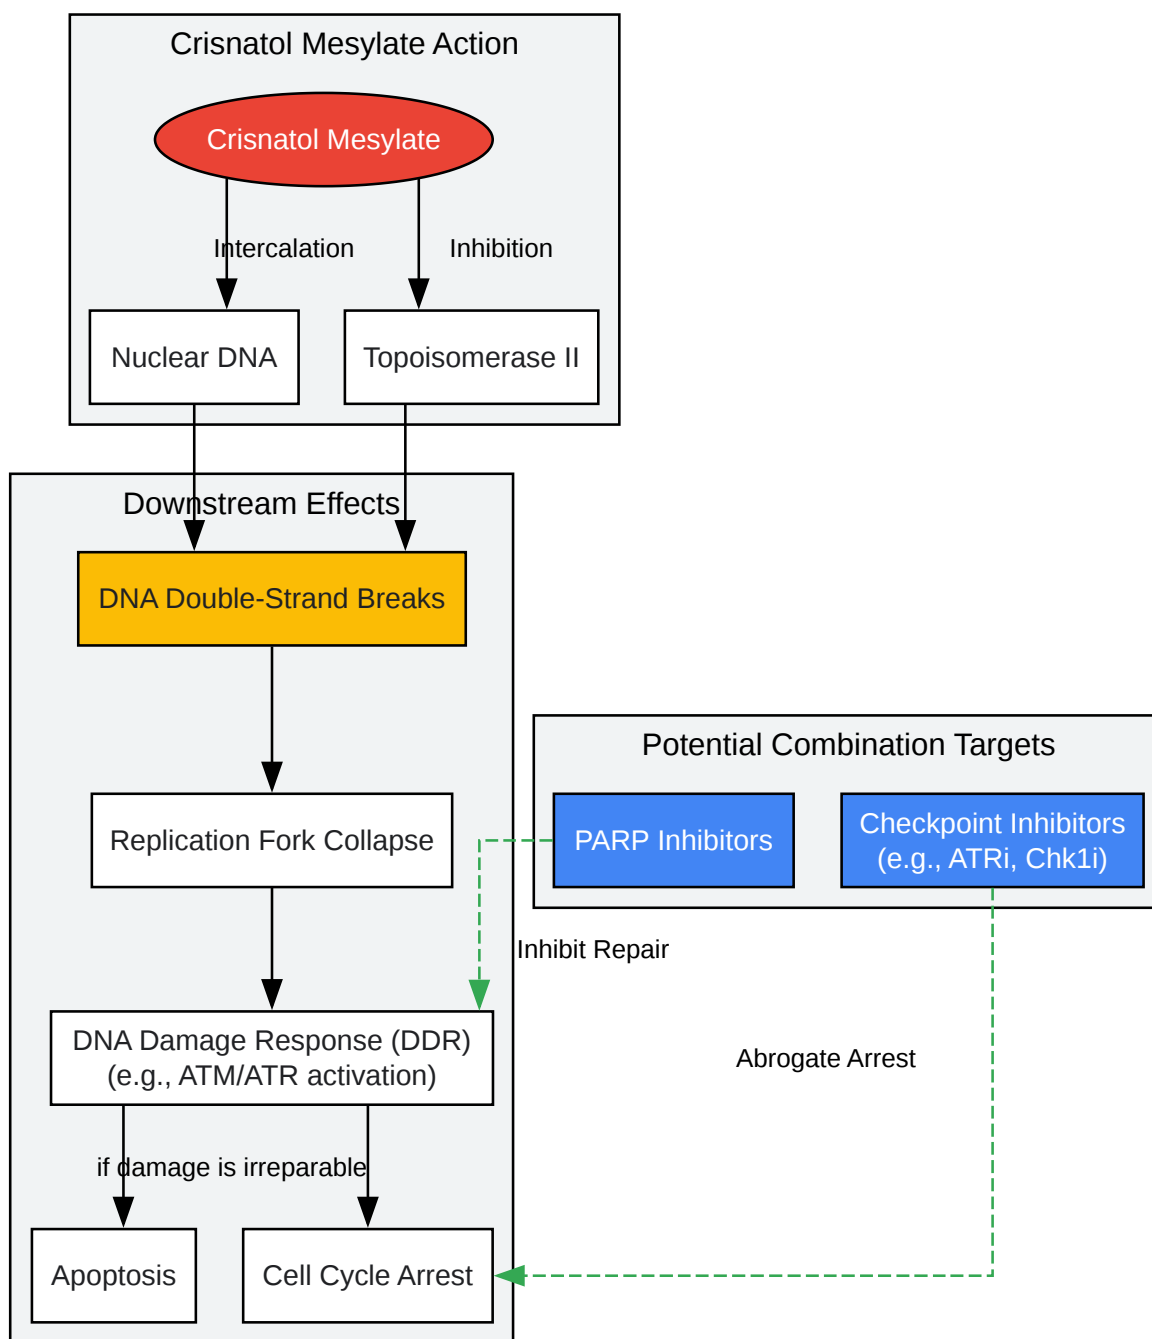 Crisnatol Mesylate Action
Crisnatol Mesylate
Intercalation
Inhibition
Nuclear DNA
Topoisomerase II
Downstream Effects
DNA Double-Strand Breaks
Potential Combination Targets
Replication Fork Collapse
PARP Inhibitors
Checkpoint Inhibitors
(e.g., ATRi, Chk1i)
Inhibit Repair
DNA Damage Response (DDR)
(e.g., ATM/ATR activation)
Abrogate Arrest
if damage is irreparable
Apoptosis
Cell Cycle Arrest